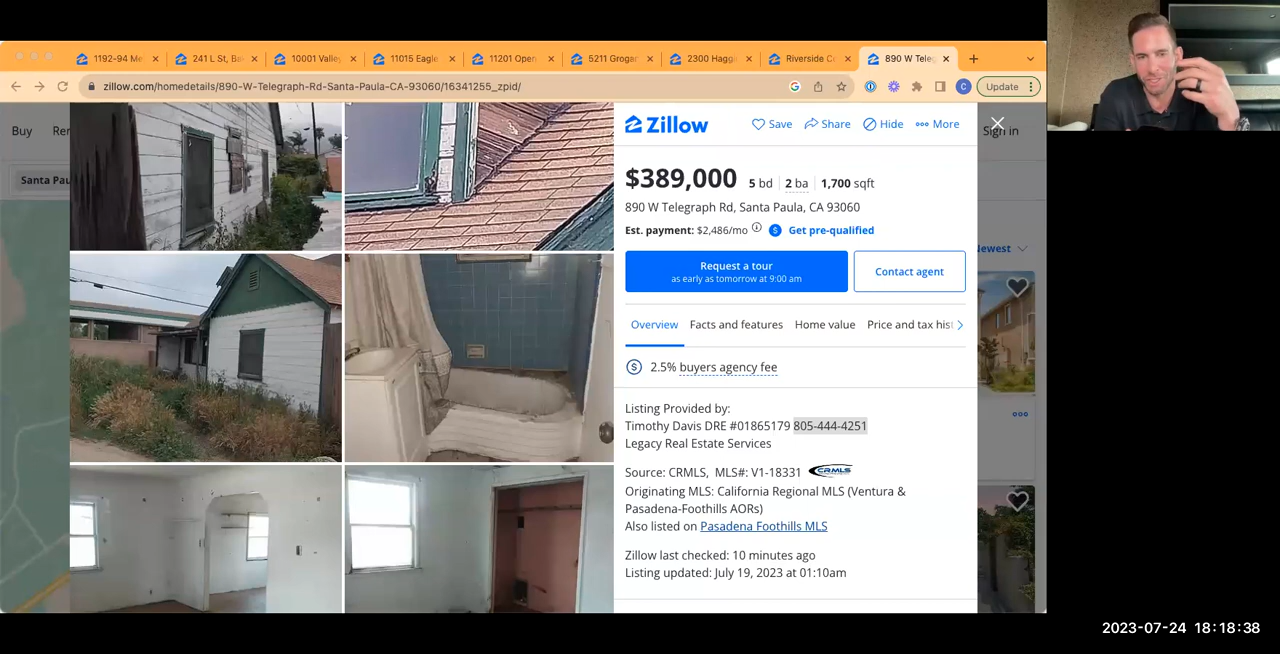 1192-94 Me
241 L St, Ba
10001 Valley
11015 Eagle
11201 Open
5211 Grogan
2300 Haggi
Riverside C
890 W Teleg
zillow.com/homedetails/890-W-Telegraph-Rd-Santa-Paula-CA-93060/16341255_zpid/
C
Update
Buy
Ren
Zillow
Save
Share
Hide
More
Sign in
Santa Pau
$389,000 5 bd 2 ba 1,700 sqft
890 W Telegraph Rd, Santa Paula, CA 93060
Est. payment: $2,486/mo
Get pre-qualified
Newest
Request a tour
as early as tomorrow at 9:00 am
Contact agent
Overview
Facts and features
Home value
Price and tax hist
2.5% buyers agency fee
Listing Provided by:
Timothy Davis DRE #01865179 805-444-4251
Legacy Real Estate Services
Source: CRMLS, MLS#: V1-18331 CRMLS
Originating MLS: California Regional MLS (Ventura &
Pasadena-Foothills AORs)
Also listed on Pasadena Foothills MLS
Zillow last checked: 10 minutes ago
Listing updated: July 19, 2023 at 01:10am
2023-07-24 18:18:38